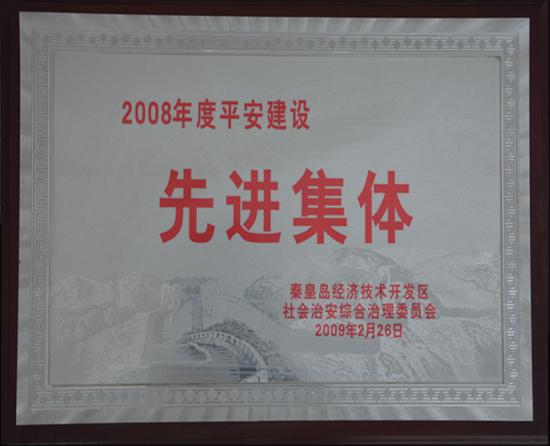 2008年度平安建设
先进集体
秦皇岛经济技术开发区
社会治安综合治理委员会
2009年2月26日